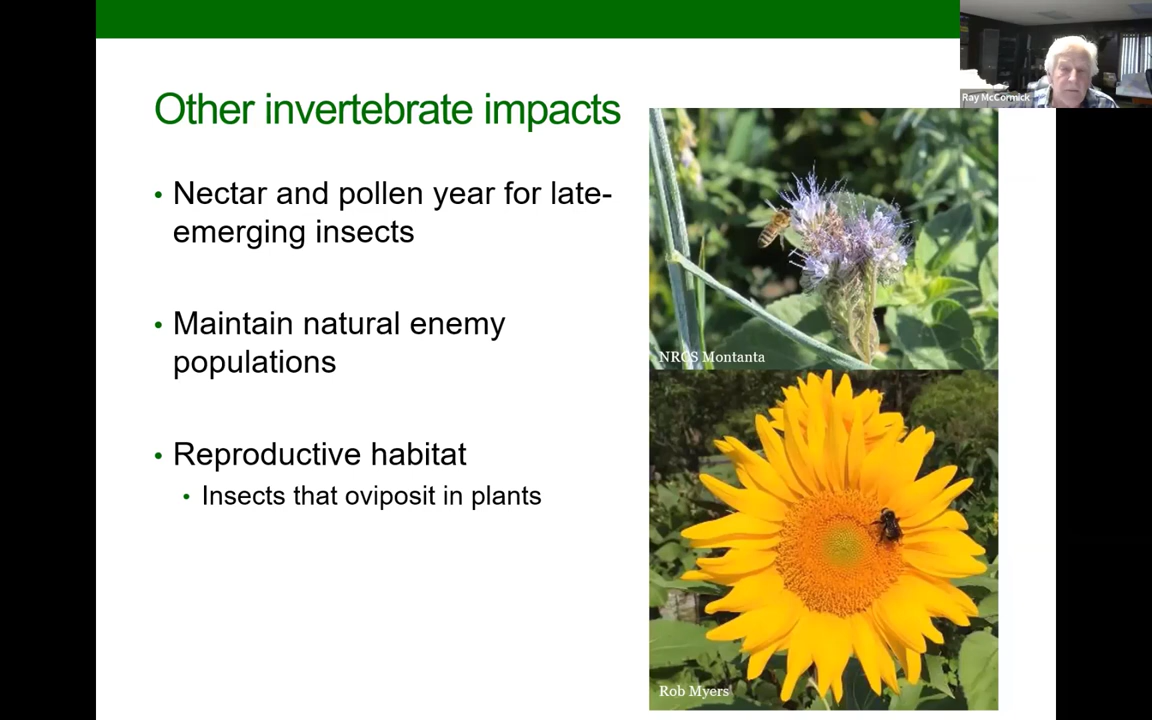 Ray McCormick
Other invertebrate impacts
• Nectar and pollen year for late-
emerging insects
• Maintain natural enemy
populations
• Reproductive habitat
• Insects that oviposit in plants
NRCS Montanta
Rob Myers